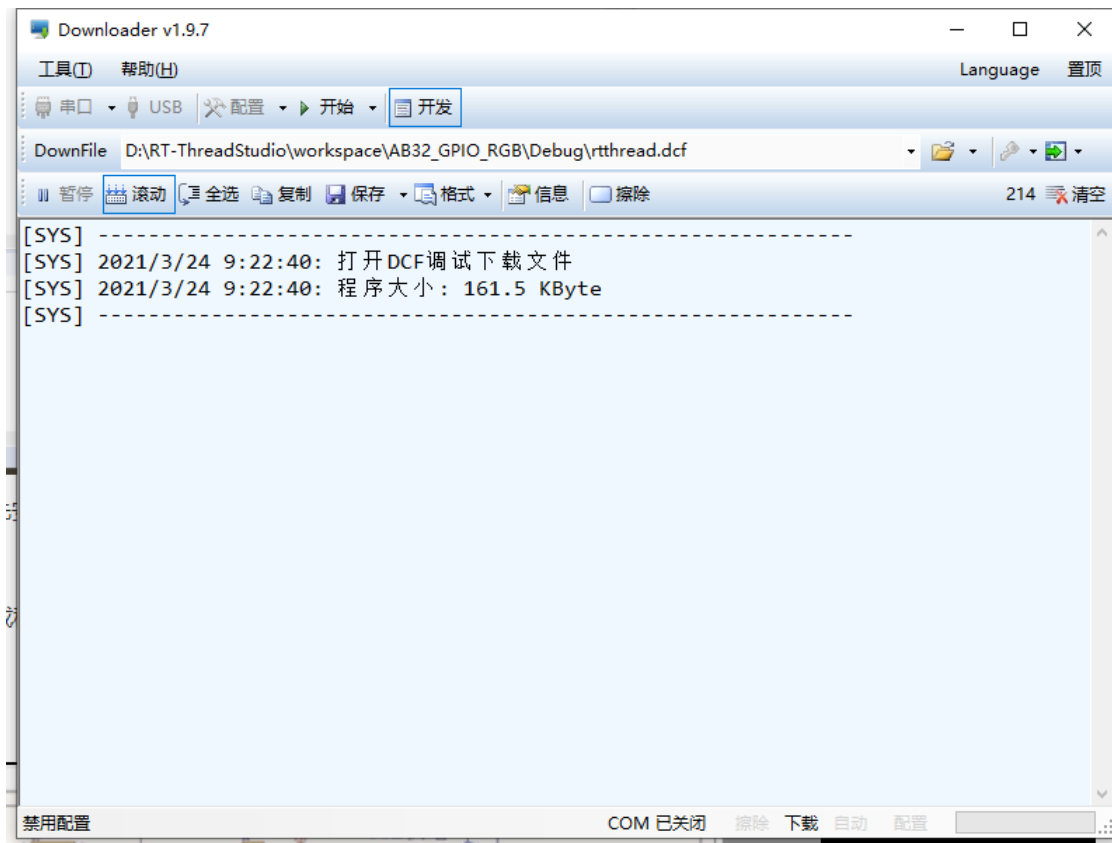 Downloader v1.9.7
工具(T) 帮助(H) Language 置顶
串口 USB 配置 开始 开发
DownFile D:\RT-ThreadStudio\workspace\AB32_GPIO_RGB\Debug\rtthread.dcf
暂停 滚动 全选 复制 保存 格式 信息 擦除 214 清空
[SYS] -----------------------------------------------------------
[SYS] 2021/3/24 9:22:40: 打开DCF调试下载文件
[SYS] 2021/3/24 9:22:40: 程序大小: 161.5 KByte
[SYS] -----------------------------------------------------------
禁用配置 COM 已关闭 擦除 下载 自动 配置